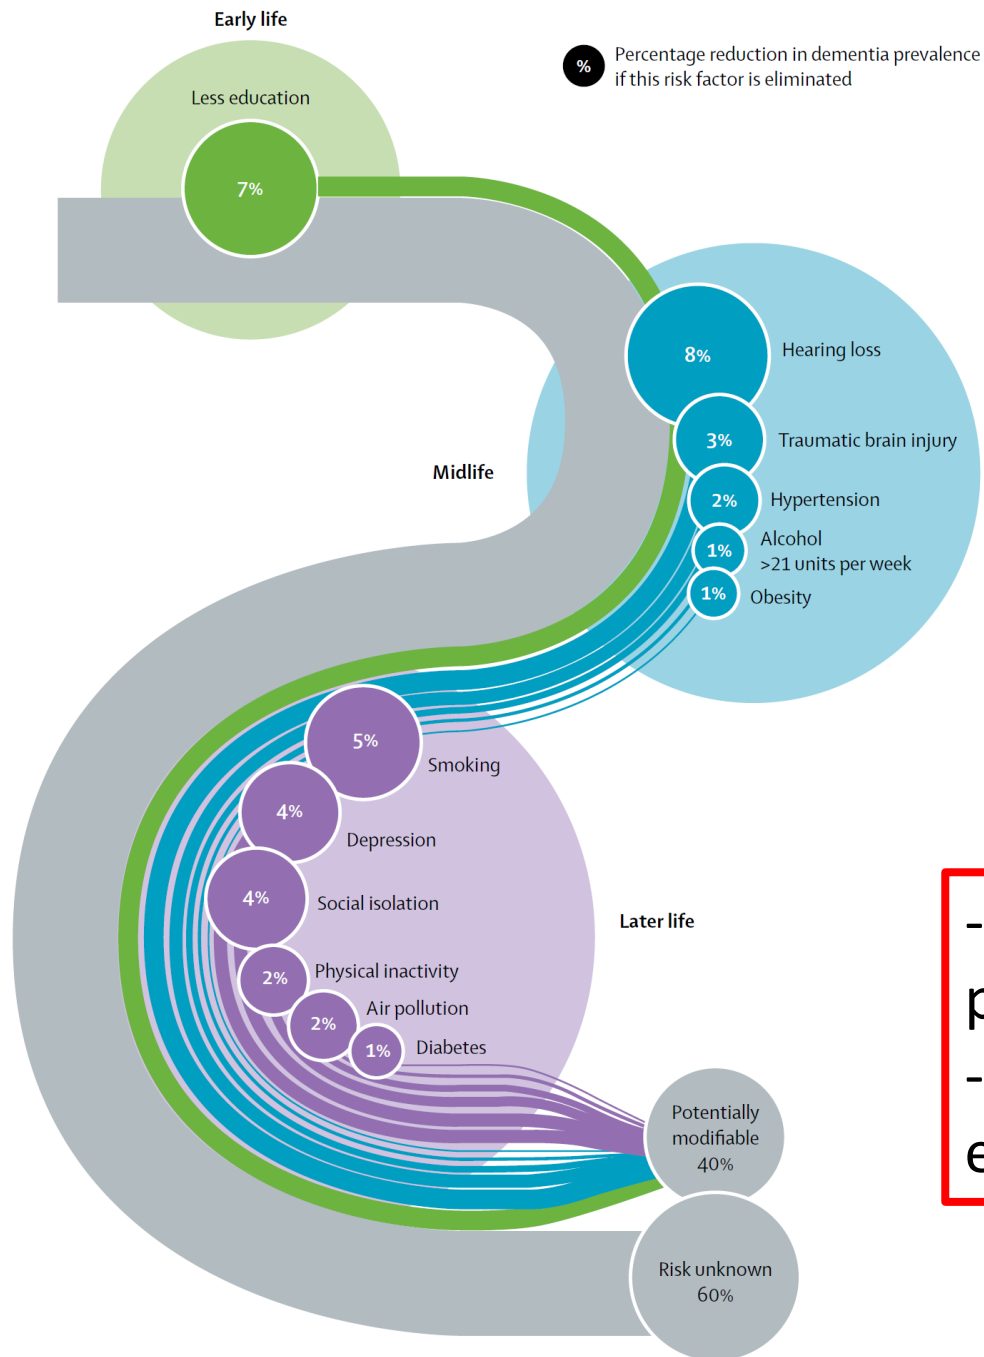 Early life
% Percentage reduction in dementia prevalence
if this risk factor is eliminated
Less education
7%
8% Hearing loss
3% Traumatic brain injury
Midlife
2% Hypertension
1% Alcohol
>21 units per week
1% Obesity
5% Smoking
4% Depression
4% Social isolation
Later life
2% Physical inactivity
2% Air pollution
1% Diabetes
Potentially
modifiable
40%
Risk unknown
60%
-
-